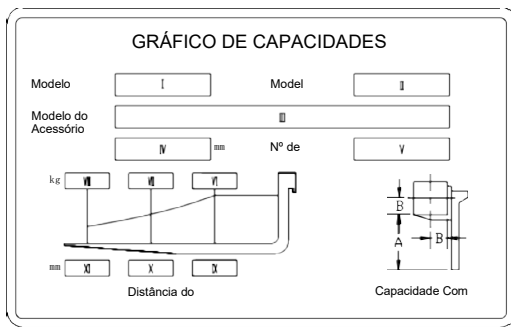 GRÁFICO DE CAPACIDADES
Modelo I Model II
Modelo do
Acessório III
IV mm Nº de V
kg VIII VII VI
B
A B
mm XI X IX
Distância do Capacidade Com